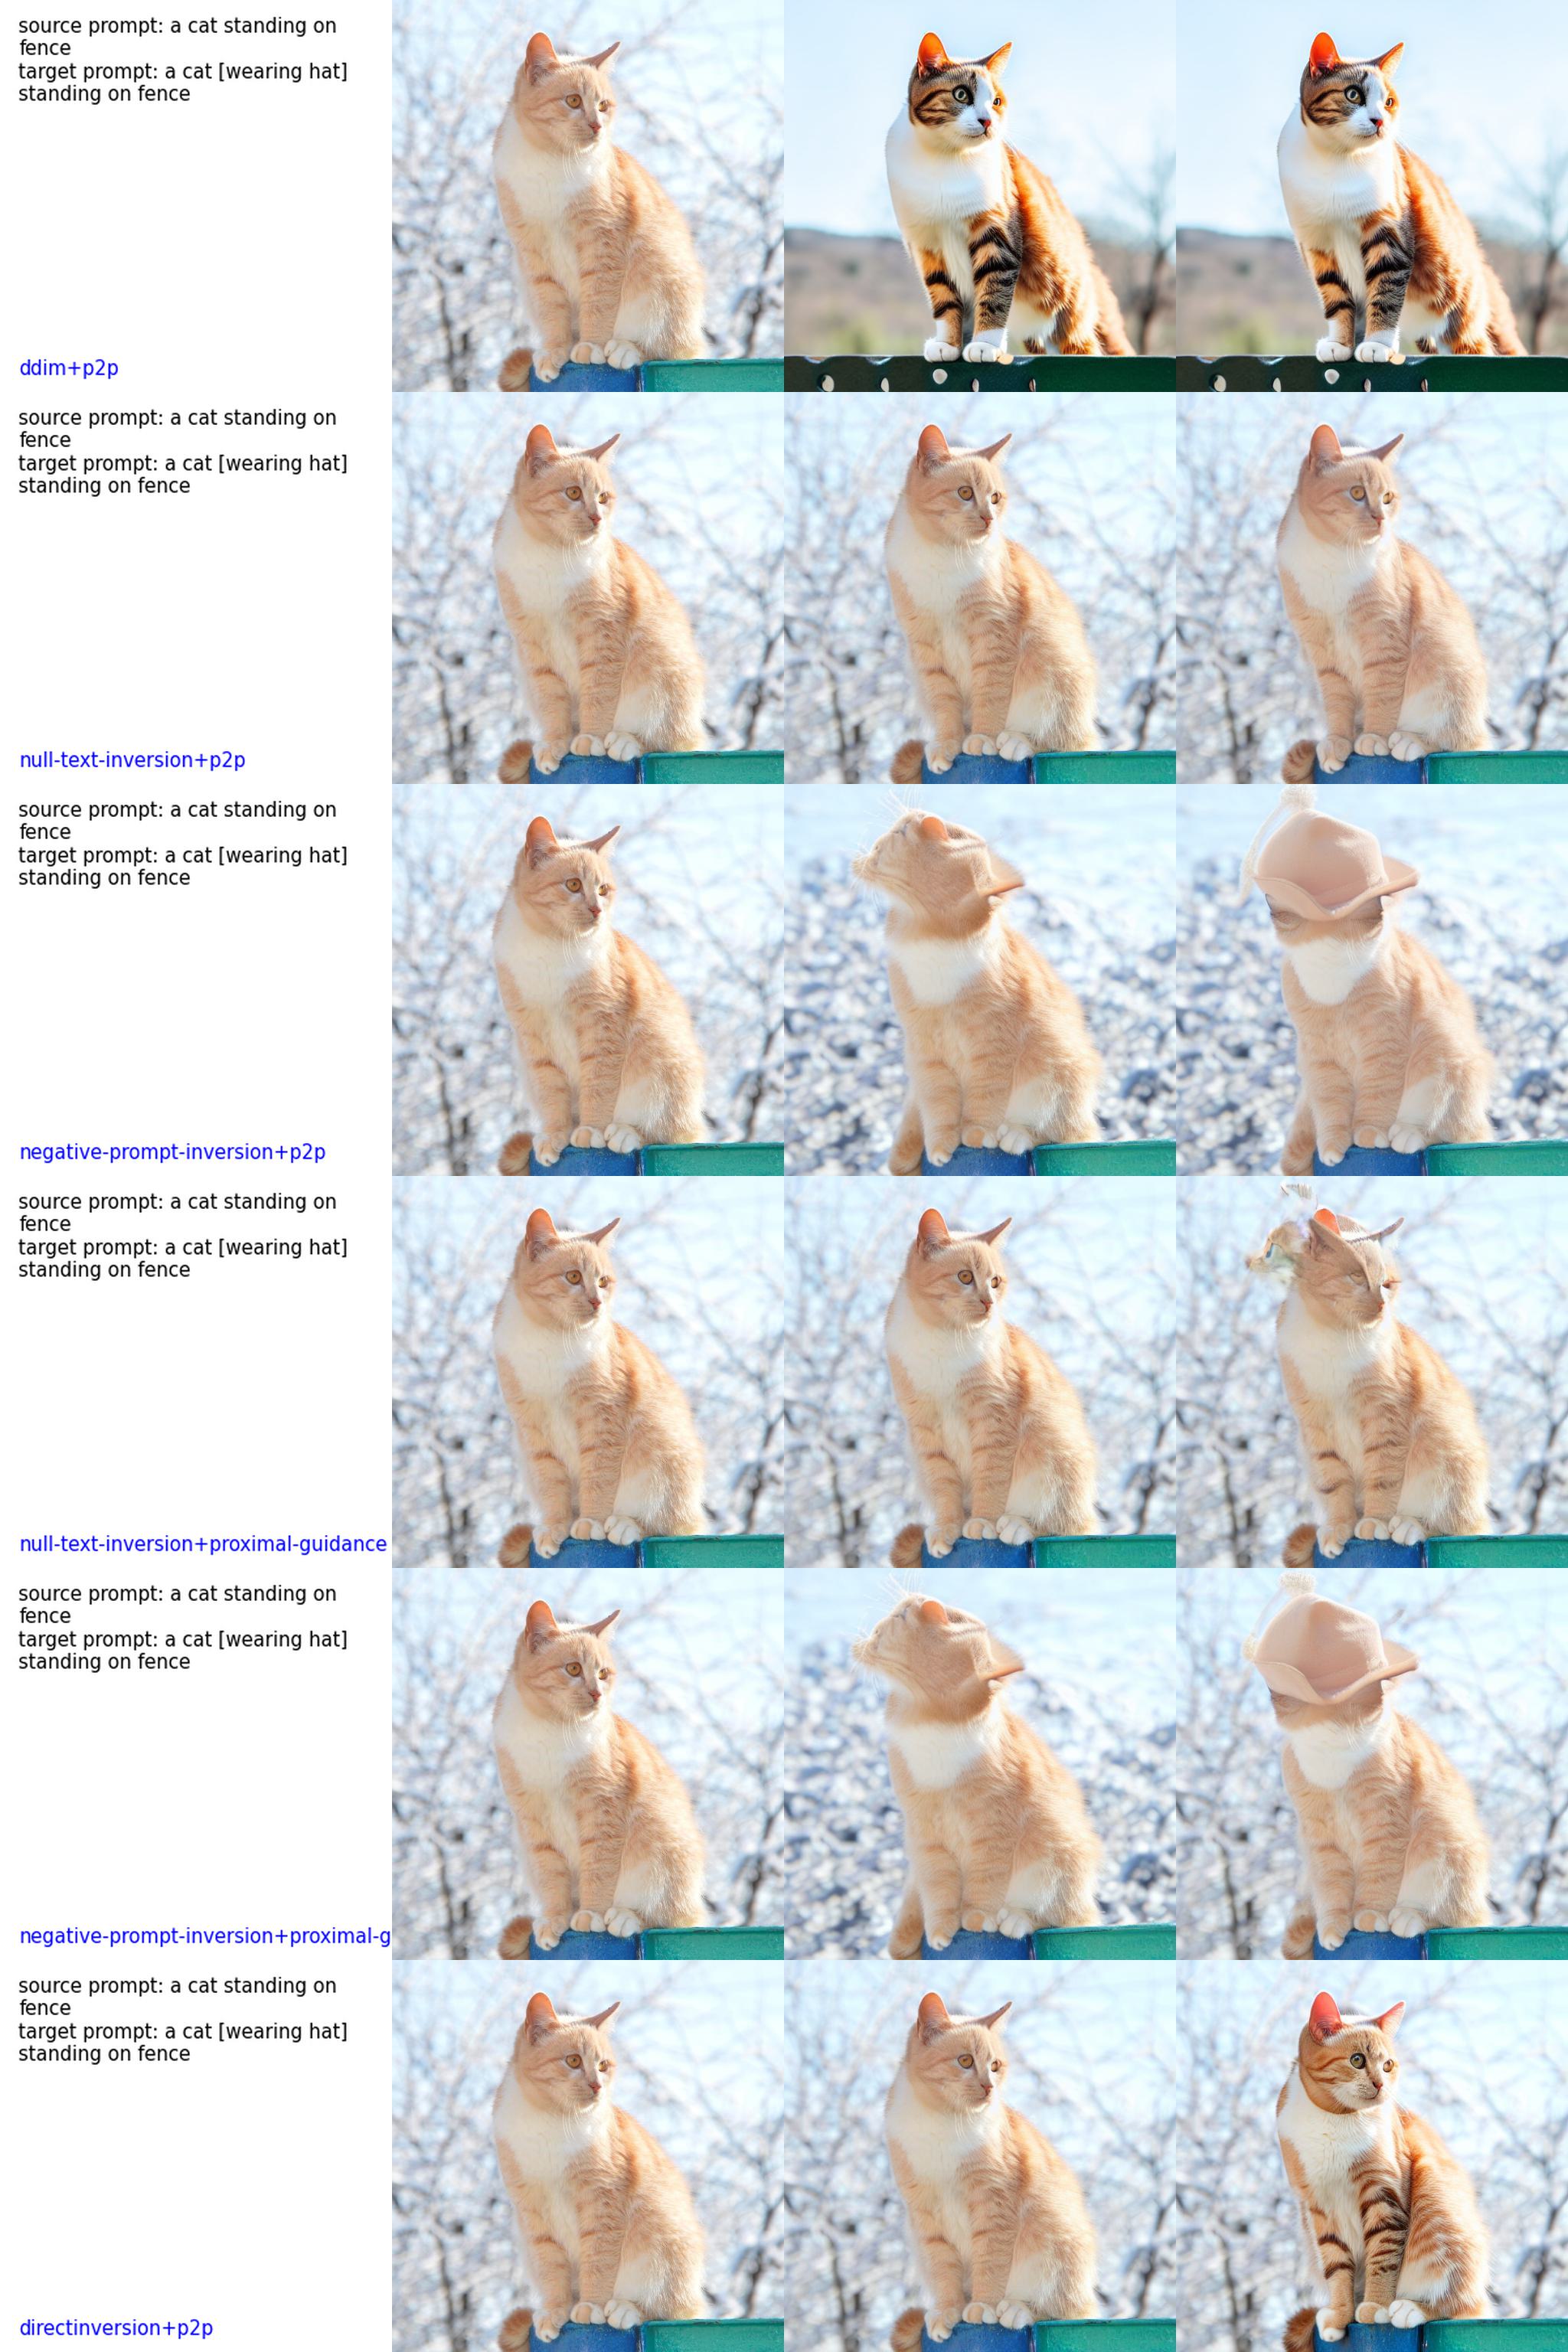 source prompt: a cat standing on
fence
target prompt: a cat [wearing hat]
standing on fence
ddim+p2p
source prompt: a cat standing on
fence
target prompt: a cat [wearing hat]
standing on fence
null-text-inversion+p2p
source prompt: a cat standing on
fence
target prompt: a cat [wearing hat]
standing on fence
negative-prompt-inversion+p2p
source prompt: a cat standing on
fence
target prompt: a cat [wearing hat]
standing on fence
null-text-inversion+proximal-guidance
source prompt: a cat standing on
fence
target prompt: a cat [wearing hat]
standing on fence
negative-prompt-inversion+proximal-g
source prompt: a cat standing on
fence
target prompt: a cat [wearing hat]
standing on fence
directinversion+p2p